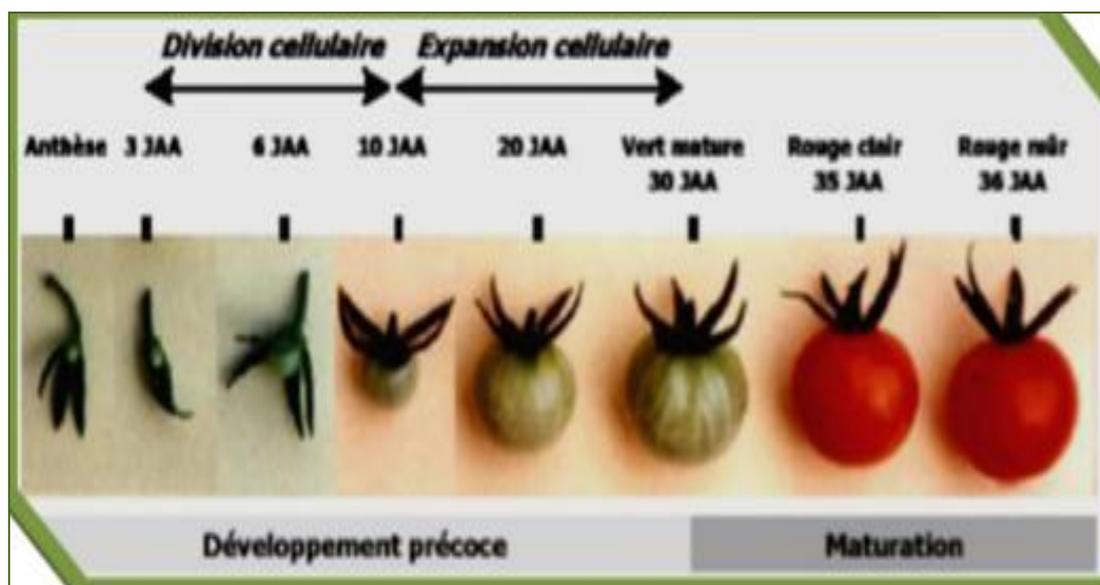 Division cellulaire Expansion cellulaire
Anthèse 3 JAA 6 JAA 10 JAA 20 JAA Vert mature Rouge clair Rouge mûr
30 JAA 35 JAA 36 JAA
Développement précoce Maturation